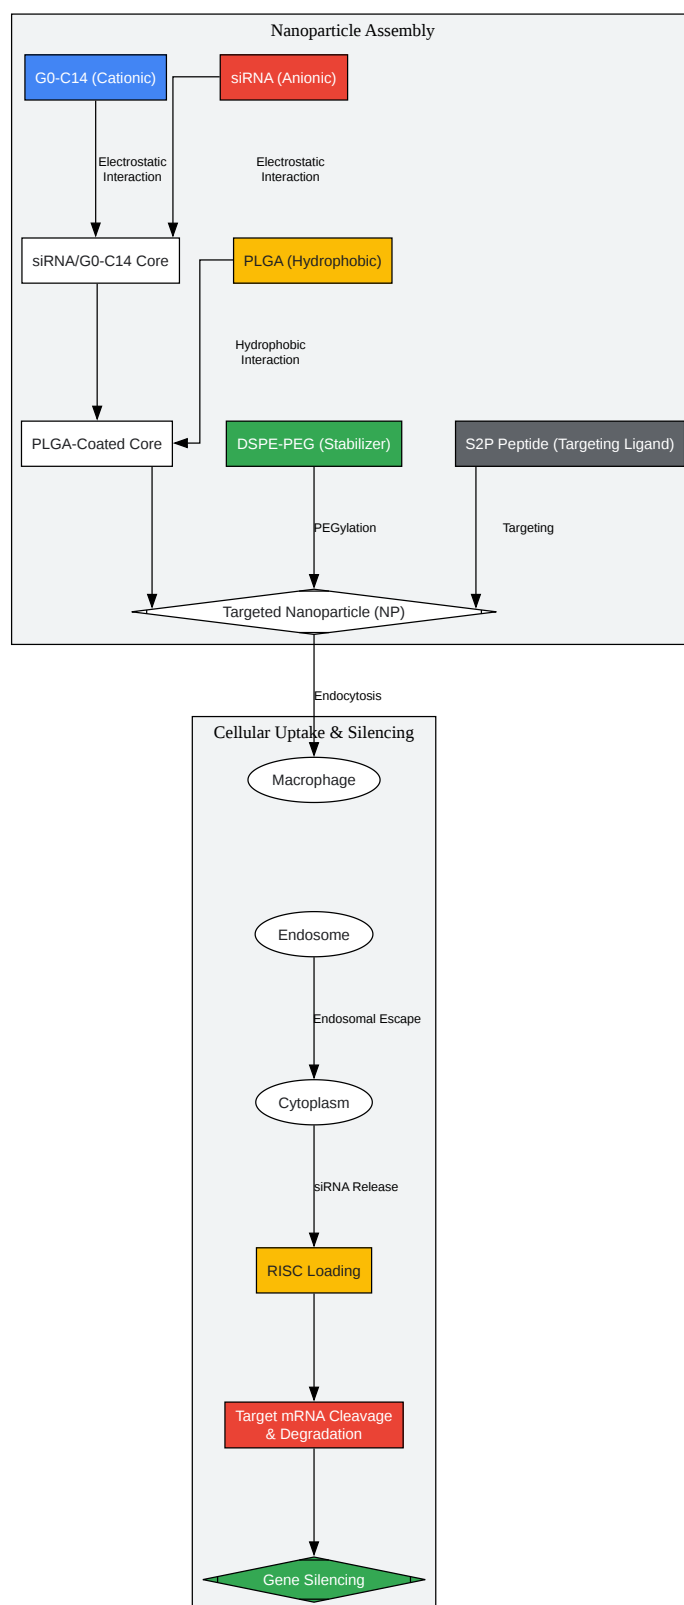 Nanoparticle Assembly
G0-C14 (Cationic)
siRNA (Anionic)
Electrostatic
Interaction
Electrostatic
Interaction
siRNA/G0-C14 Core
PLGA (Hydrophobic)
Hydrophobic
Interaction
PLGA-Coated Core
DSPE-PEG (Stabilizer)
S2P Peptide (Targeting Ligand)
PEGylation
Targeting
Targeted Nanoparticle (NP)
Endocytosis
Cellular Uptake & Silencing
Macrophage
Endosome
Endosomal Escape
Cytoplasm
siRNA Release
RISC Loading
Target mRNA Cleavage
& Degradation
Gene Silencing